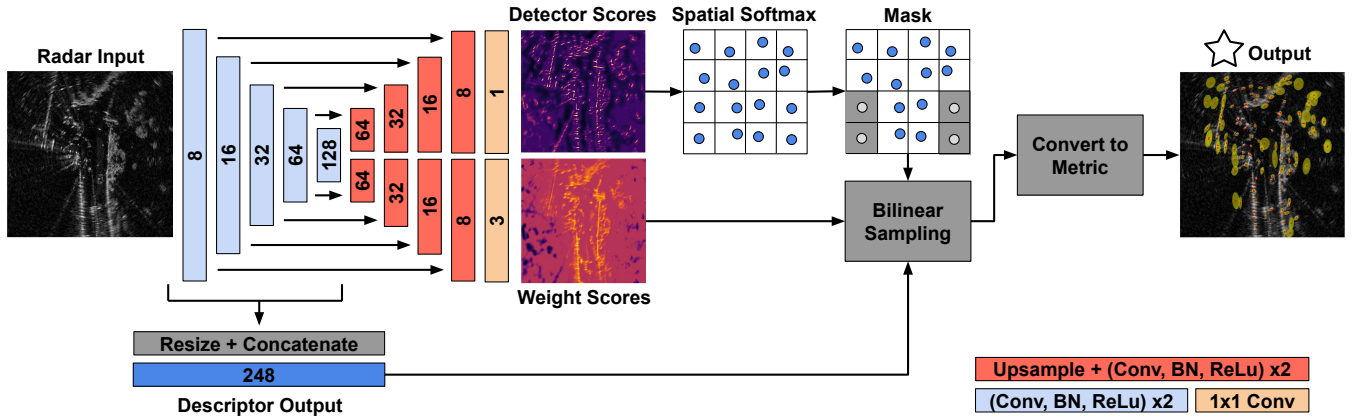 Radar Input
8
16
32
64
128
64
32
16
8
1
64
32
16
8
3
Detector Scores
Weight Scores
Spatial Softmax
Mask
Bilinear
Sampling
Convert to
Metric
Output
Resize + Concatenate
248
Descriptor Output
Upsample + (Conv, BN, ReLu) x2
(Conv, BN, ReLu) x2
1x1 Conv